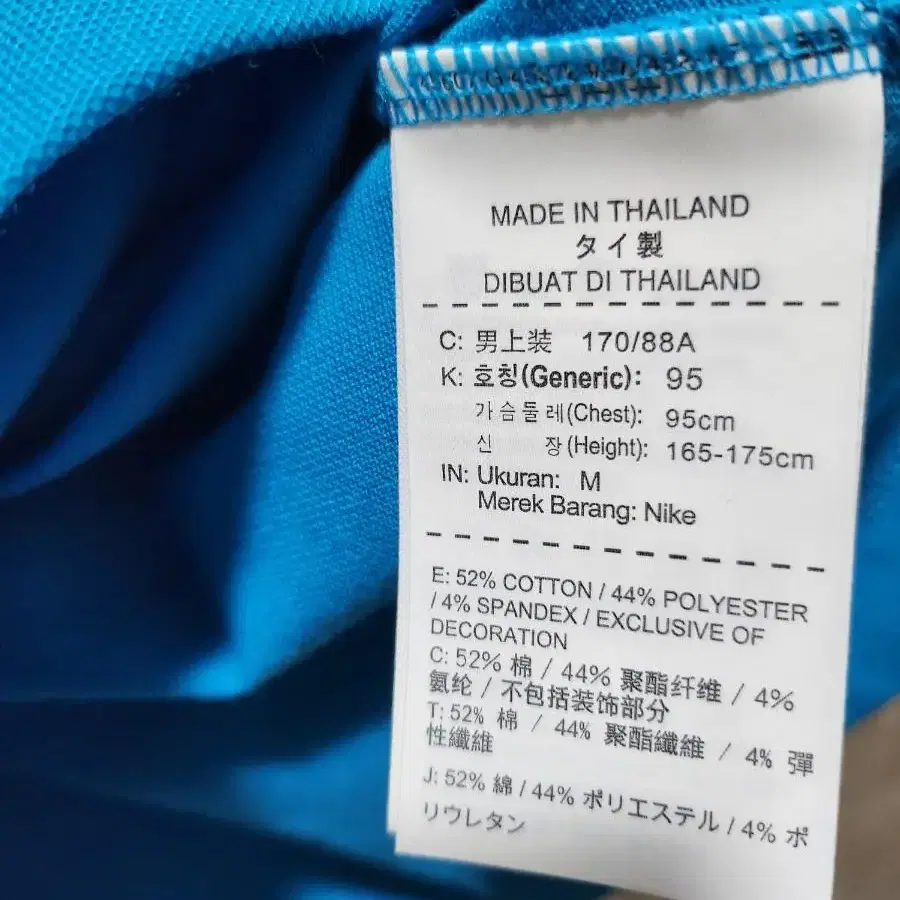 MADE IN THAILAND
タイ製
DIBUAT DI THAILAND
C: 男上装 170/88A
K: 호칭(Generic): 95
가슴둘레(Chest): 95cm
신 장(Height): 165-175cm
IN: Ukuran: M
Merek Barang: Nike
E: 52% COTTON / 44% POLYESTER
/ 4% SPANDEX / EXCLUSIVE OF
DECORATION
C: 52% 棉 / 44% 聚酯纤维 / 4%
氨纶 / 不包括装饰部分
T: 52% 棉 / 44% 聚酯纖維 / 4% 彈
性纖維
J: 52% 綿 / 44% ポリエステル / 4% ポ
リウレタン